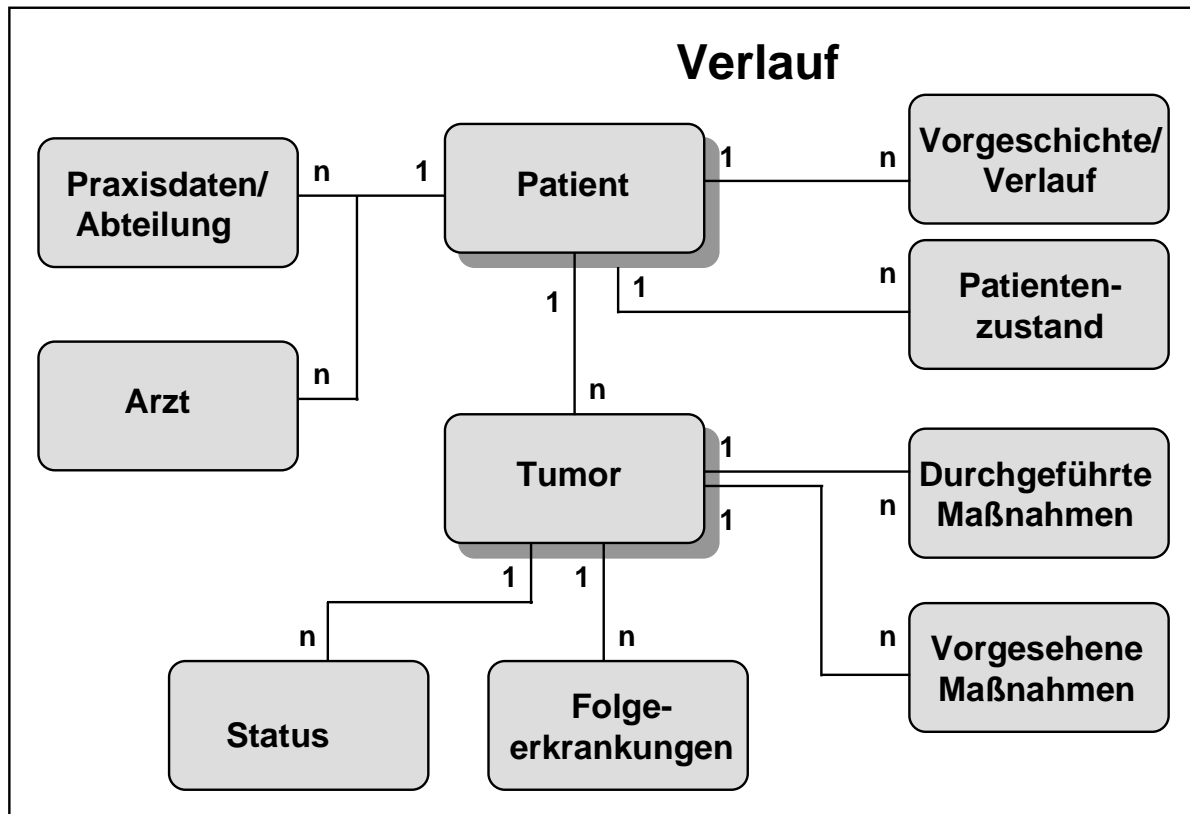 Verlauf
Praxisdaten/
Abteilung
n
1
Patient
1
n
Vorgeschichte/
Verlauf
1
1
n
Patienten-
zustand
Arzt
n
n
Tumor
1
1
n
Durchgeführte
Maßnahmen
1
1
n
n
n
Vorgesehene
Maßnahmen
Status
Folge-
erkrankungen